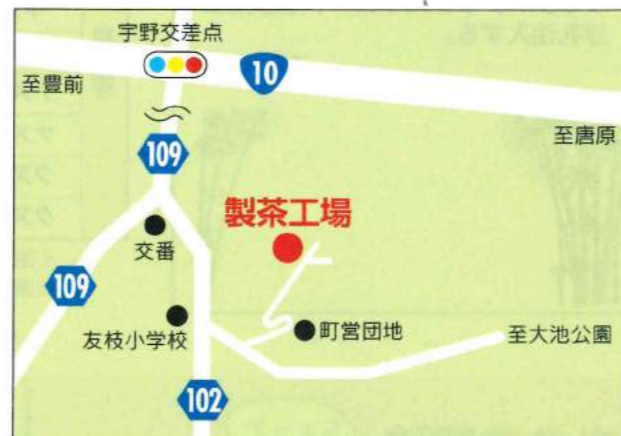 宇野交差点
10
至豊前
至唐原
109
製茶工場
交番
109
友枝小学校
町営団地
至大池公園
102